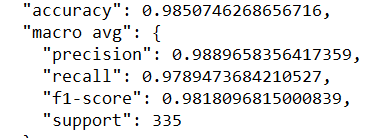 "accuracy": 0.9850746268656716,
"macro avg": {
"precision": 0.9889658356417359,
"recall": 0.9789473684210527,
"f1-score": 0.9818096815000839,
"support": 335